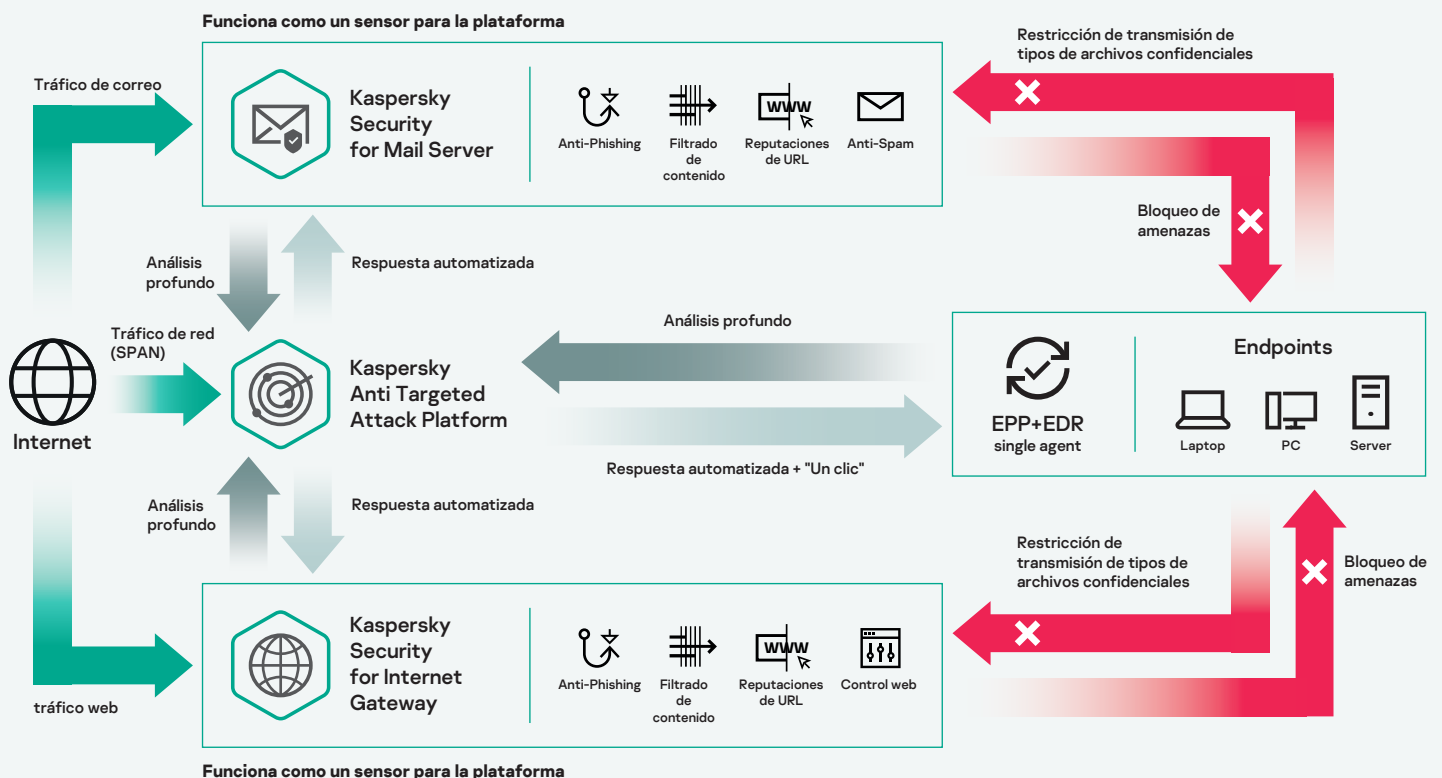 Funciona como un sensor para la plataforma
Tráfico de correo
Kaspersky
Security
for Mail Server
Anti-Phishing
Filtrado
de
contenido
Reputaciones
de URL
www
Anti-Spam
Restricción de transmisión de
tipos de archivos confidenciales
Bloqueo de
amenazas
Análisis
profundo
Respuesta automatizada
Internet
Tráfico de red
(SPAN)
Kaspersky
Anti Targeted
Attack Platform
Análisis profundo
Respuesta automatizada + "Un clic"
EPP+EDR
single agent
Endpoints
Laptop
PC
Server
Análisis
profundo
Respuesta automatizada
Restricción de
transmisión de tipos de
archivos confidenciales
Bloqueo de
amenazas
tráfico web
Kaspersky
Security
for Internet
Gateway
Anti-Phishing
Filtrado
de
contenido
www
Reputaciones
de URL
Control web
Funciona como un sensor para la plataforma